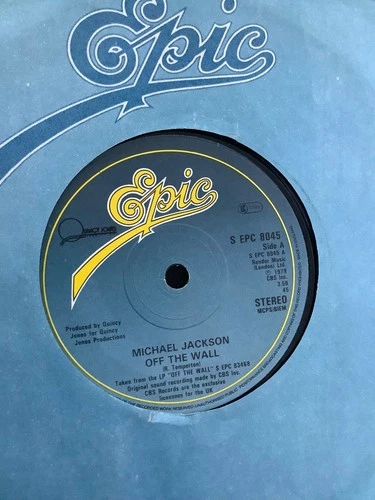 Epic
Epic
QUINCY JONES
S EPC 8045
Side A
S EPC 8045 A
Rondor Music
(London) Ltd.
℗ 1979
CBS Inc.
3.59
45
STEREO
MCPS/BIEM
Produced by Quincy
Jones for Quincy
Jones Productions
MICHAEL JACKSON
OFF THE WALL
(R. Temperton)
Taken from the LP "OFF THE WALL" S EPC 83468
Original sound recording made by CBS Inc.
CBS Records are the exclusive
licensees for the UK